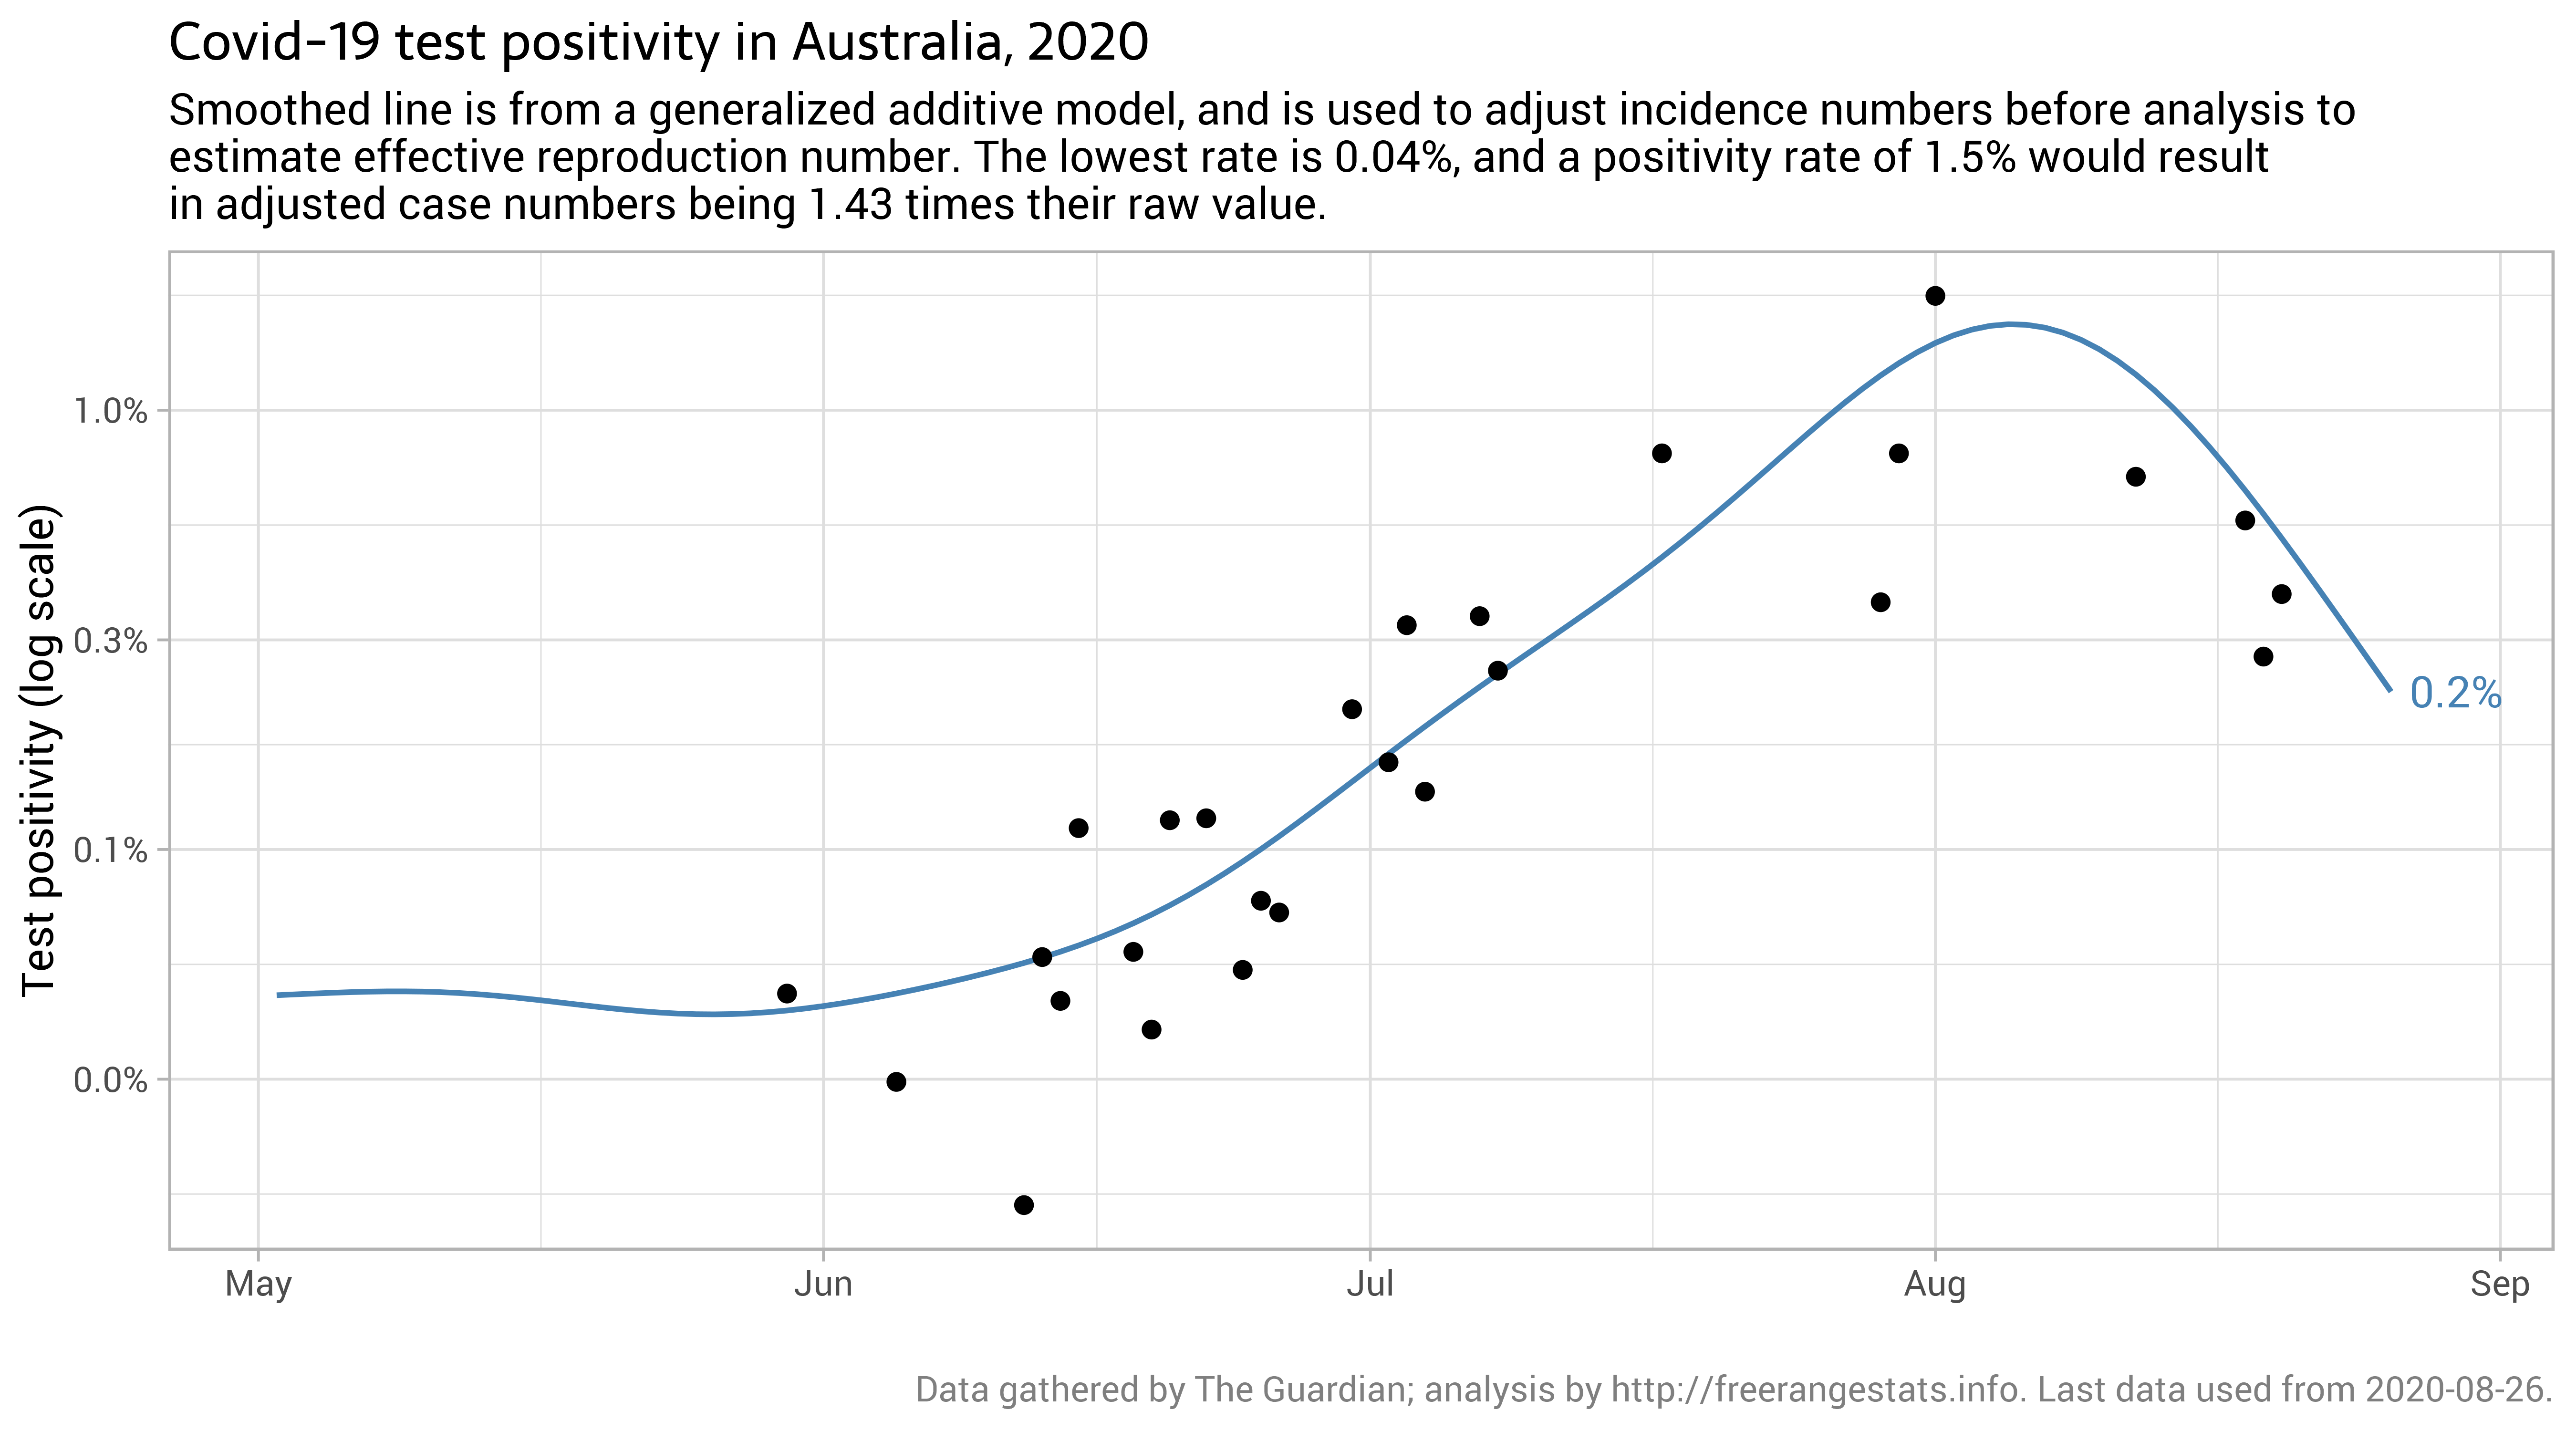 Covid-19 test positivity in Australia, 2020
Smoothed line is from a generalized additive model, and is used to adjust incidence numbers before analysis to
estimate effective reproduction number. The lowest rate is 0.04%, and a positivity rate of 1.5% would result
in adjusted case numbers being 1.43 times their raw value.
Test positivity (log scale)
1.0%
0.3%
0.1%
0.0%
0.2%
May
Jun
Jul
Aug
Sep
Data gathered by The Guardian; analysis by http://freerangestats.info. Last data used from 2020-08-26.